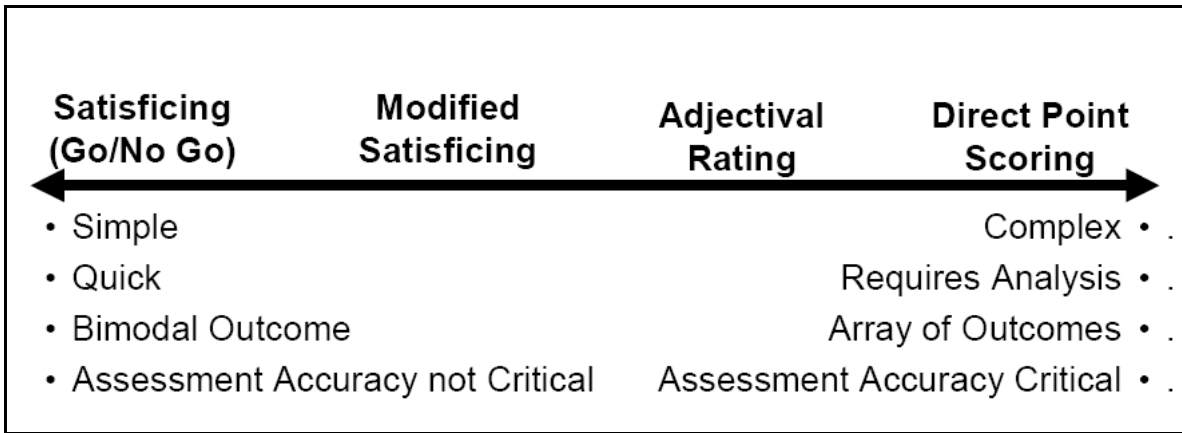 Satisficing
(Go/No Go)
Modified
Satisficing
Adjectival
Rating
Direct Point
Scoring
• Simple
• Quick
• Bimodal Outcome
• Assessment Accuracy not Critical
Complex • .
Requires Analysis • .
Array of Outcomes • .
Assessment Accuracy Critical • .